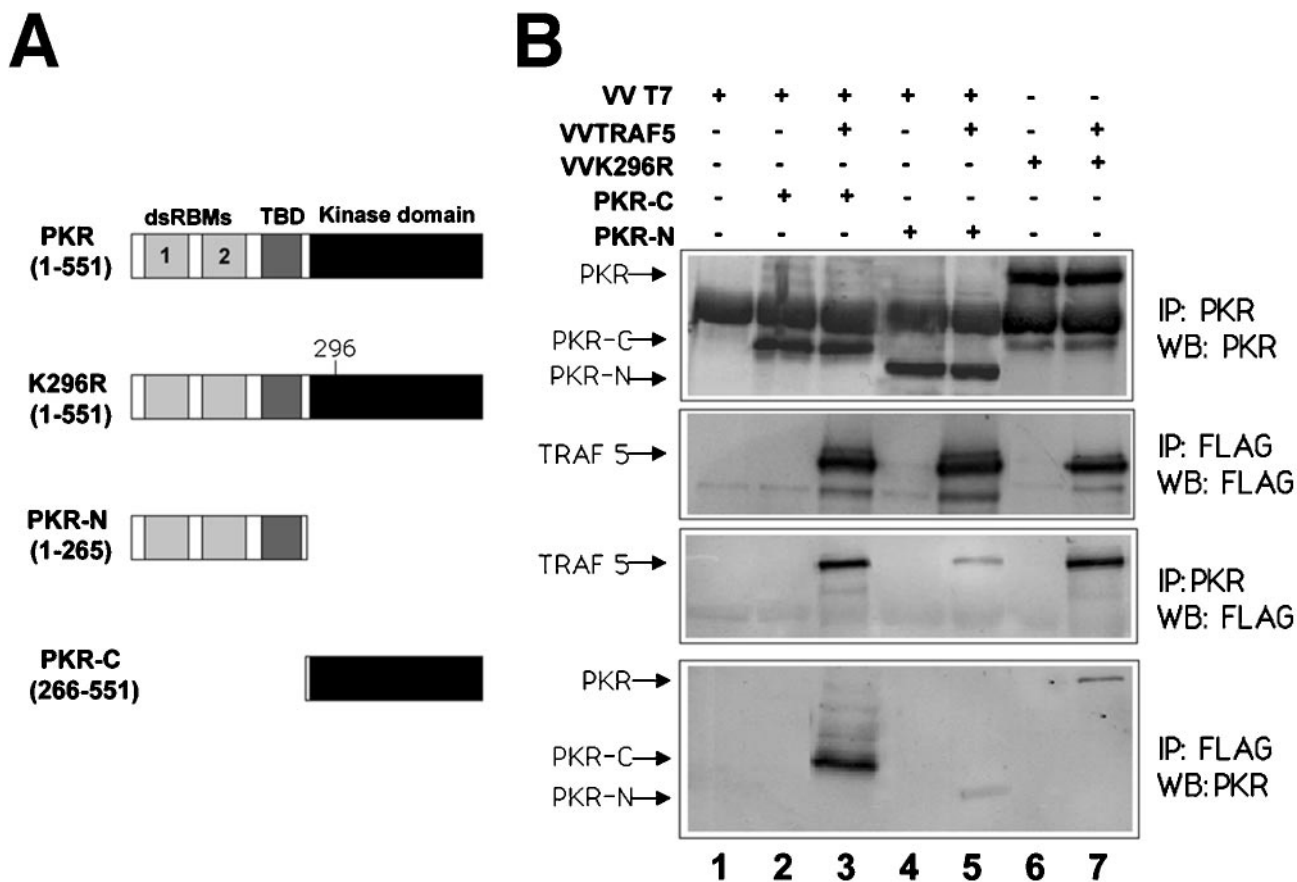 A
dsRBMs TBD Kinase domain
PKR
(1-551)
1 2
296
K296R
(1-551)
PKR-N
(1-265)
PKR-C
(266-551)
B
VV T7 + + + + + - -
VVTRAF5 - - + - + - +
VVK296R - - - - - + +
PKR-C - + + - - - -
PKR-N - - - + + - -
PKR
PKR-C
PKR-N
IP: PKR
WB: PKR
TRAF 5
IP: FLAG
WB: FLAG
TRAF 5
IP:PKR
WB: FLAG
PKR
PKR-C
PKR-N
IP: FLAG
WB:PKR
1 2 3 4 5 6 7